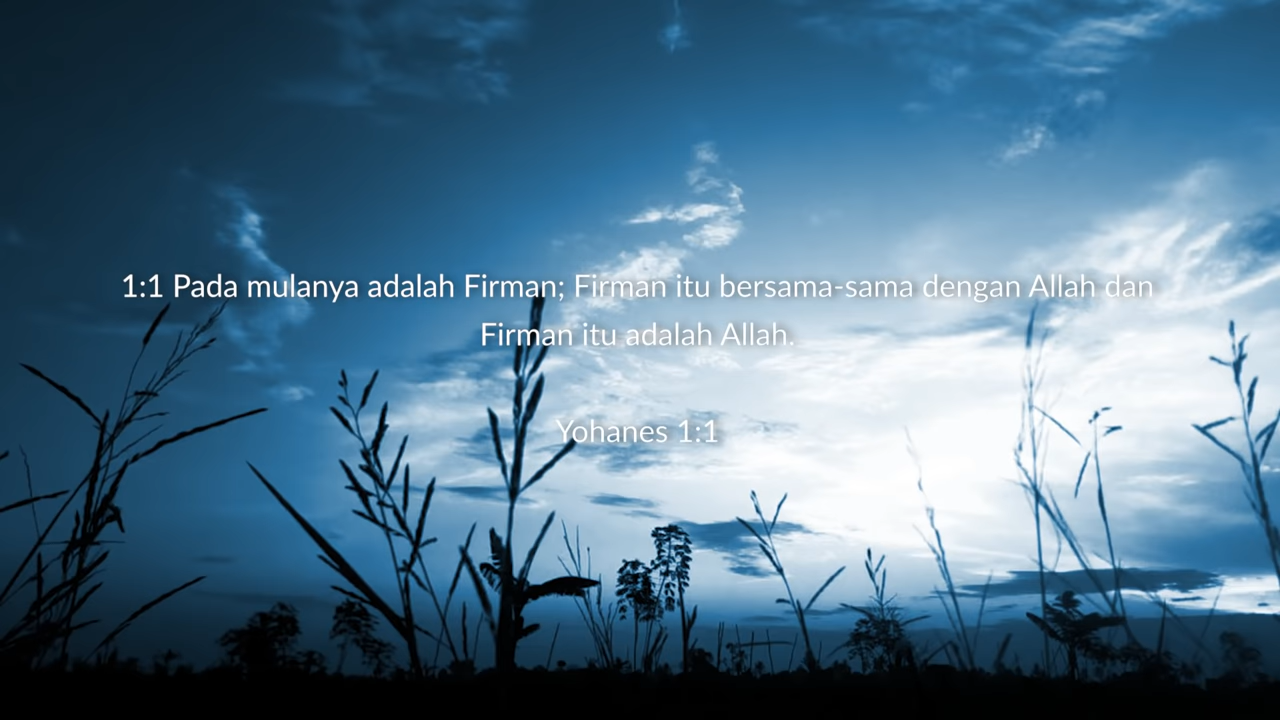 1:1 Pada mulanya adalah Firman; Firman itu bersama-sama dengan Allah dan
Firman itu adalah Allah.
Yohanes 1:1